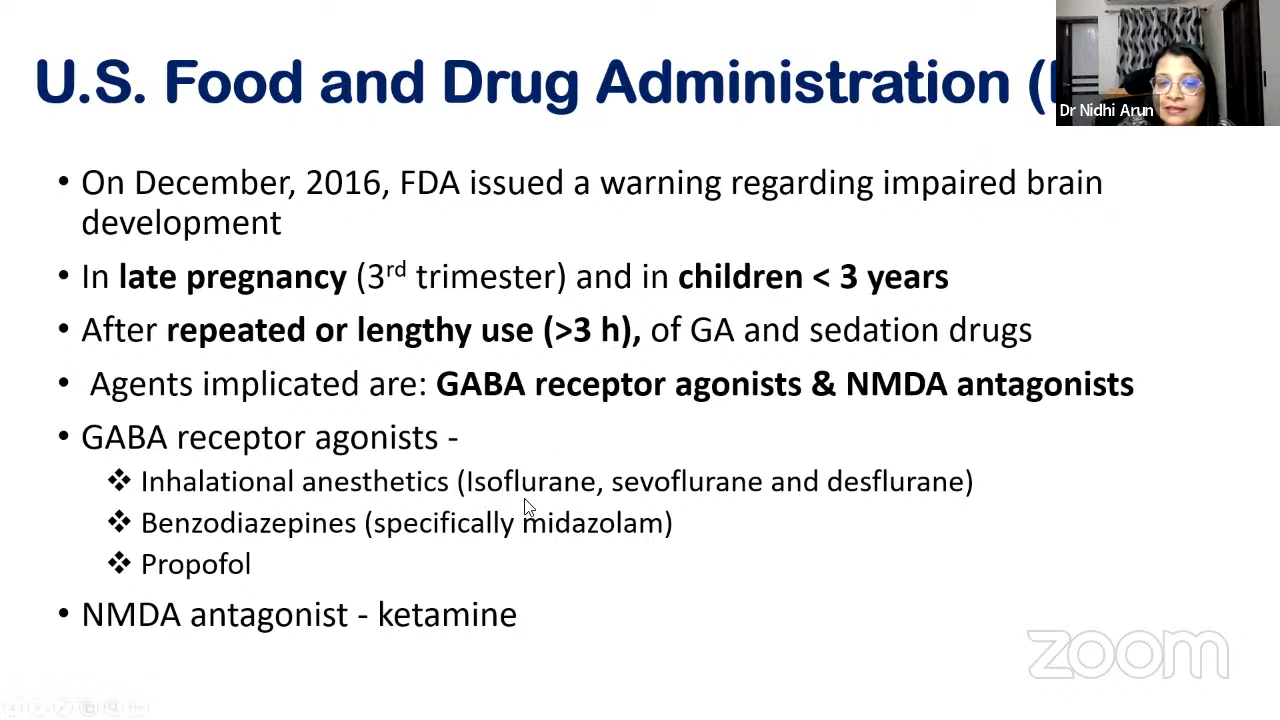 U.S. Food and Drug Administration (
Dr Nidhi Arun
• On December, 2016, FDA issued a warning regarding impaired brain
development
• In late pregnancy (3rd trimester) and in children < 3 years
• After repeated or lengthy use (>3 h), of GA and sedation drugs
• Agents implicated are: GABA receptor agonists & NMDA antagonists
• GABA receptor agonists -
❖ Inhalational anesthetics (Isoflurane, sevoflurane and desflurane)
❖ Benzodiazepines (specifically midazolam)
❖ Propofol
• NMDA antagonist - ketamine
zoom